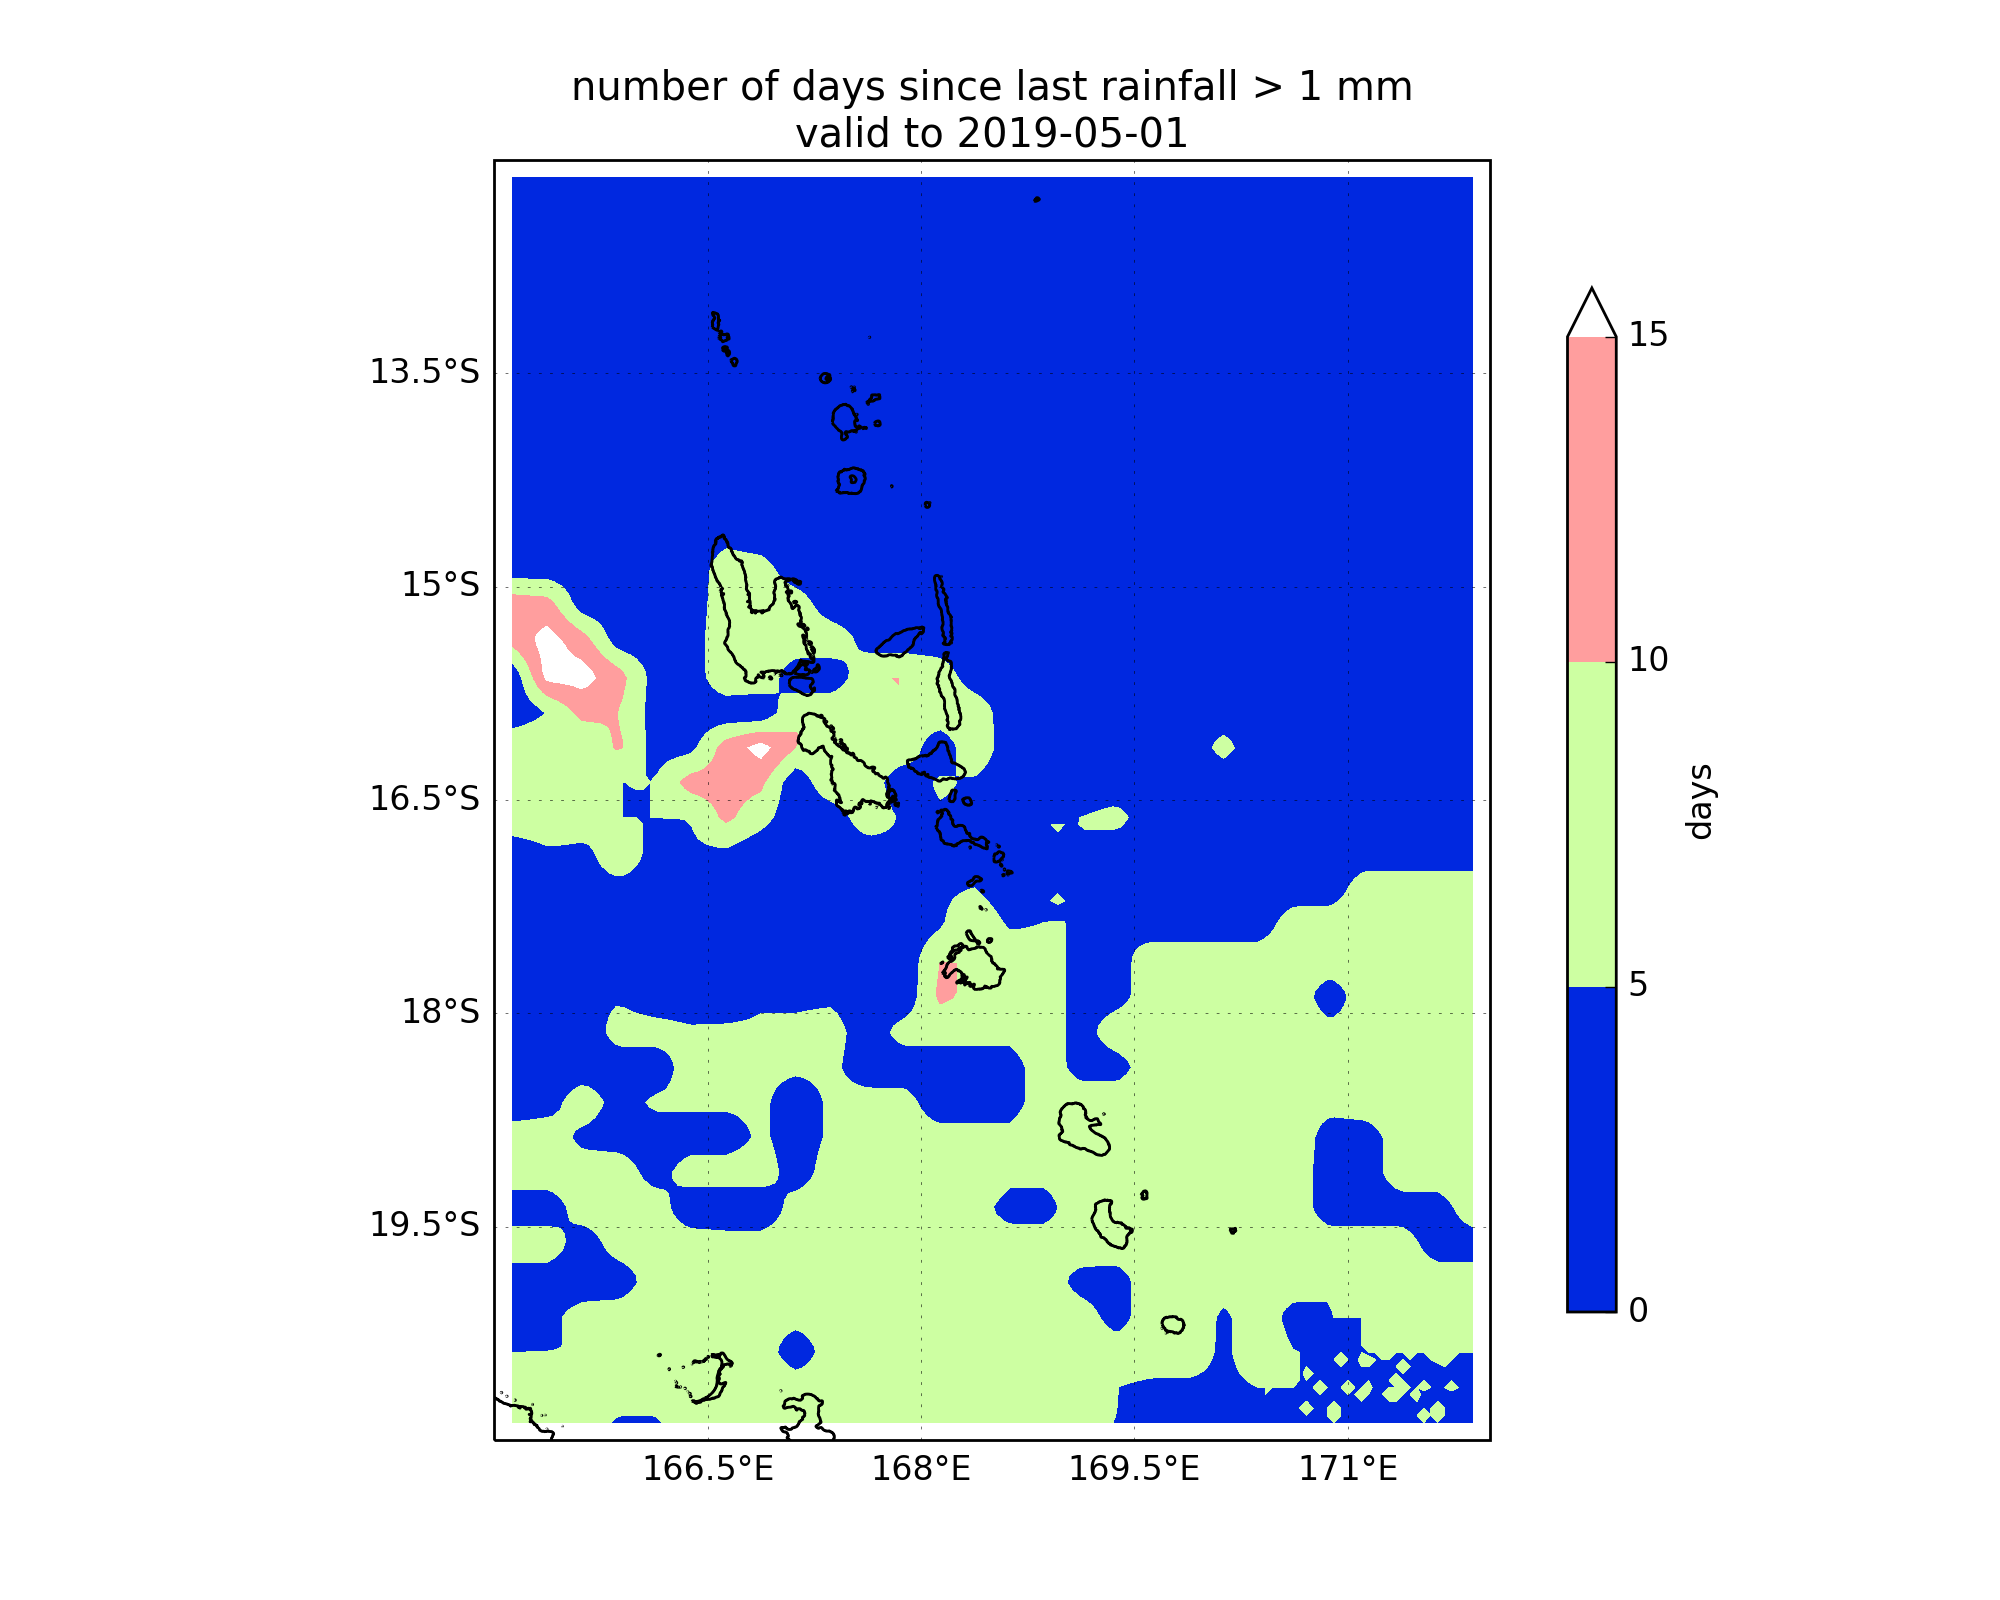 number of days since last rainfall > 1 mm
valid to 2019-05-01
13.5°S
15°S
16.5°S
18°S
19.5°S
166.5°E
168°E
169.5°E
171°E
15
10
5
0
days